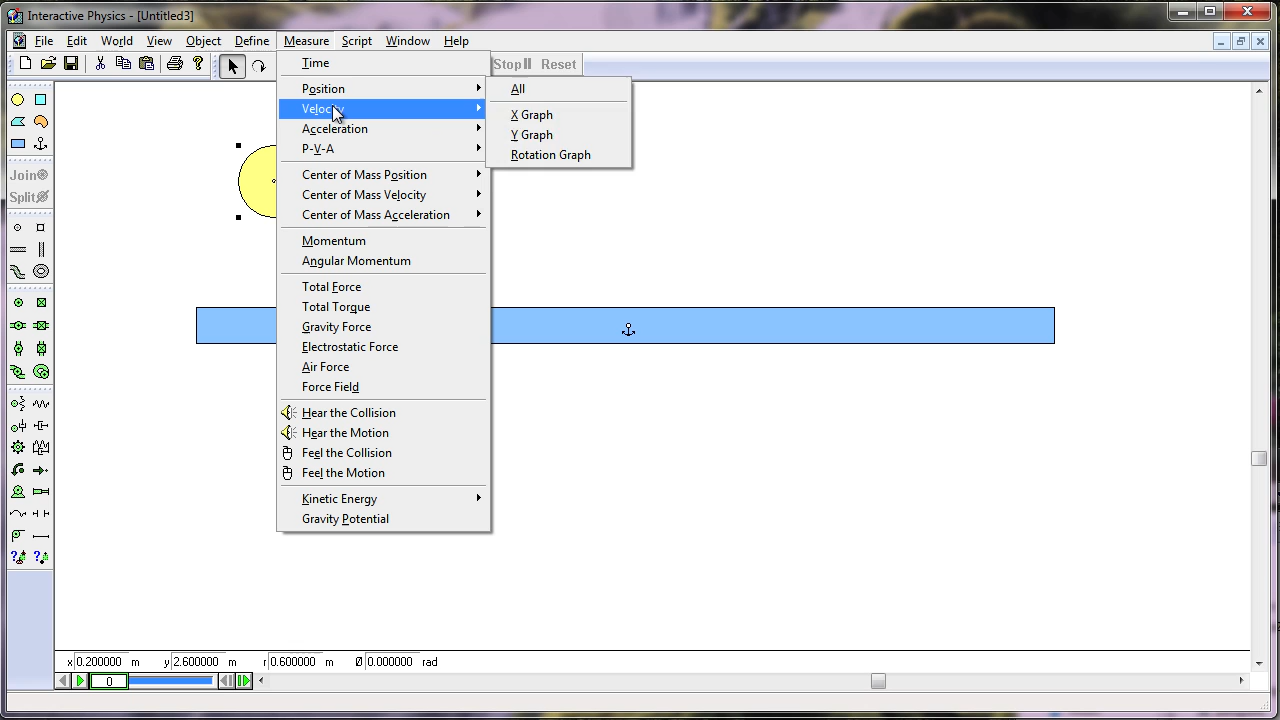 Interactive Physics - [Untitled3]
File Edit World View Object Define Measure Script Window Help
Stop Reset
Time
Position
Velocity
Acceleration
P-V-A
Center of Mass Position
Center of Mass Velocity
Center of Mass Acceleration
Momentum
Angular Momentum
Total Force
Total Torque
Gravity Force
Electrostatic Force
Air Force
Force Field
Hear the Collision
Hear the Motion
Feel the Collision
Feel the Motion
Kinetic Energy
Gravity Potential
All
X Graph
Y Graph
Rotation Graph
Join
Split
x 0.200000 m y 2.600000 m r 0.600000 m Ø 0.000000 rad
0